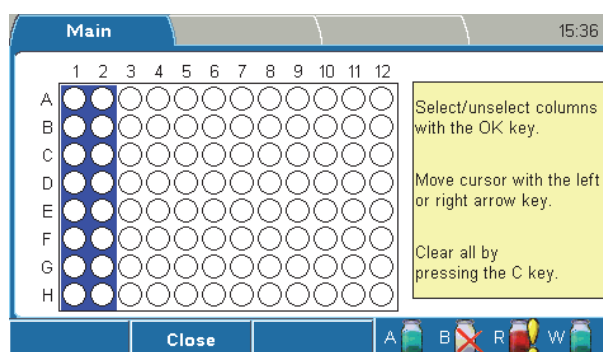 Main
15:36
1 2 3 4 5 6 7 8 9 10 11 12
A
B
C
D
E
F
G
H
Select/unselect columns
with the OK key.
Move cursor with the left
or right arrow key.
Clear all by
pressing the C key.
Close
A B R W